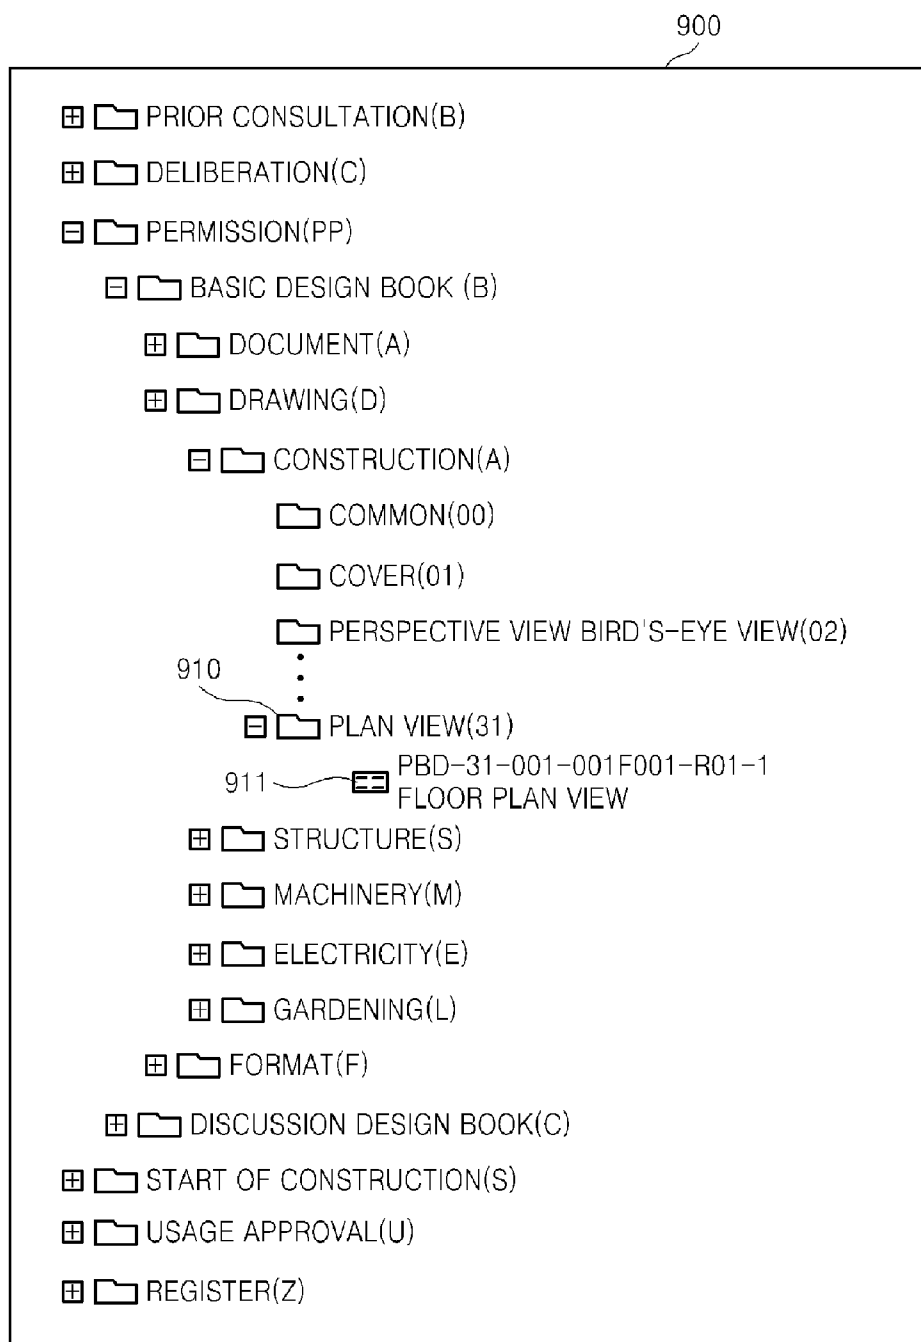 900
PRIOR CONSULTATION(B)
DELIBERATION(C)
PERMISSION(PP)
BASIC DESIGN BOOK (B)
DOCUMENT(A)
DRAWING(D)
CONSTRUCTION(A)
COMMON(00)
COVER(01)
PERSPECTIVE VIEW BIRD'S-EYE VIEW(02)
910
PLAN VIEW(31)
911 PBD-31-001-001F001-R01-1
FLOOR PLAN VIEW
STRUCTURE(S)
MACHINERY(M)
ELECTRICITY(E)
GARDENING(L)
FORMAT(F)
DISCUSSION DESIGN BOOK(C)
START OF CONSTRUCTION(S)
USAGE APPROVAL(U)
REGISTER(Z)